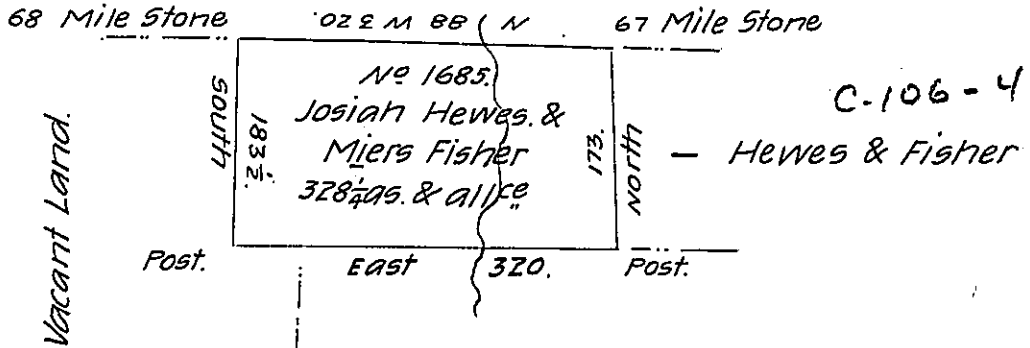 68 Mile Stone
N 88 W 320.
67 Mile Stone
No 1685.
Josiah Hewes. &
Miers Fisher
328¼as. & allce
South
183½.
173.
North
C-106-4
— Hewes & Fisher
Vacant Land.
Post.
East 320.
Post.